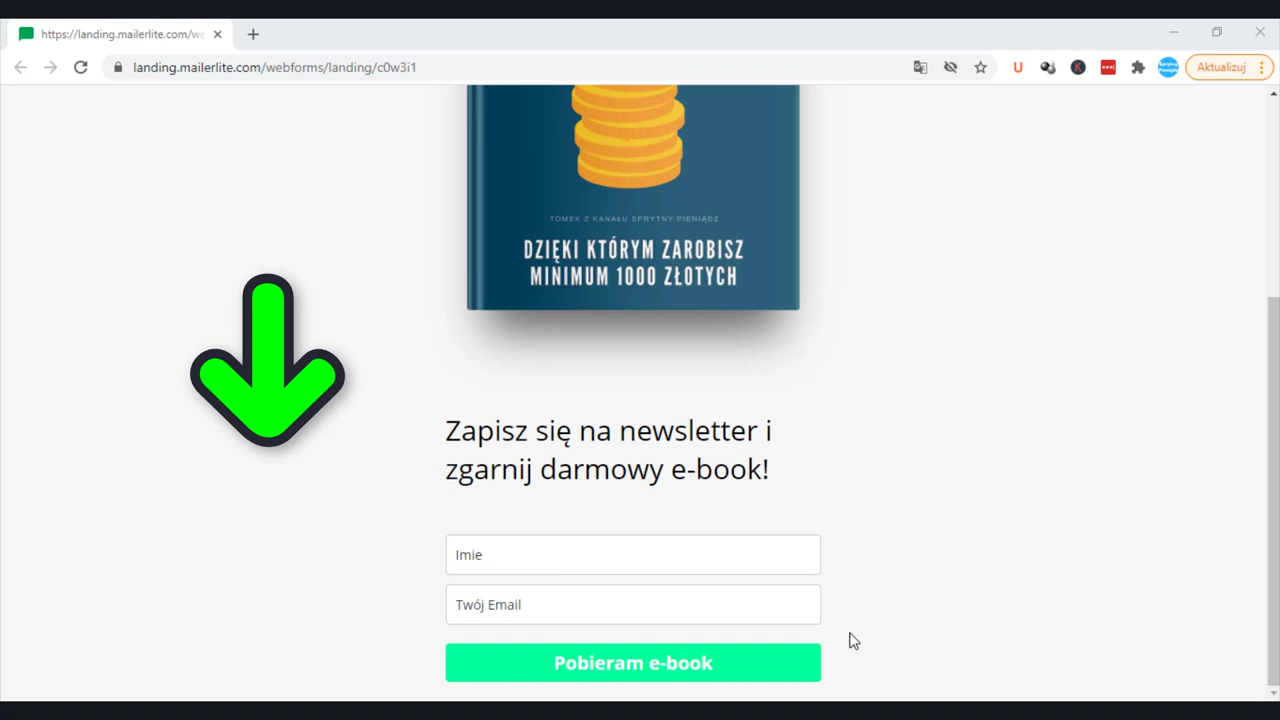 https://landing.mailerlite.com/we
landing.mailerlite.com/webforms/landing/c0w3i1
Aktualizuj
TOMEK Z KANAŁU SPRYTNY PIENIĄDZ
DZIĘKI KTÓRYM ZAROBISZ
MINIMUM 1000 ZŁOTYCH
Zapisz się na newsletter i
zgarnij darmowy e-book!
Imie
Twój Email
Pobieram e-book